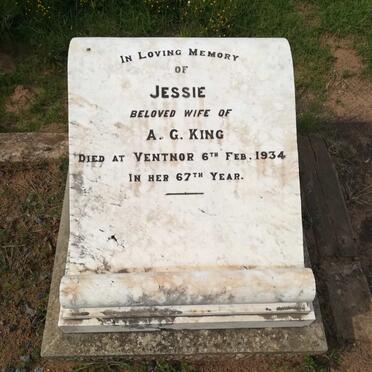 In Loving Memory
of
Jessie
beloved wife of
A. G. King
Died at Ventnor 6th Feb. 1934
In her 67th Year.